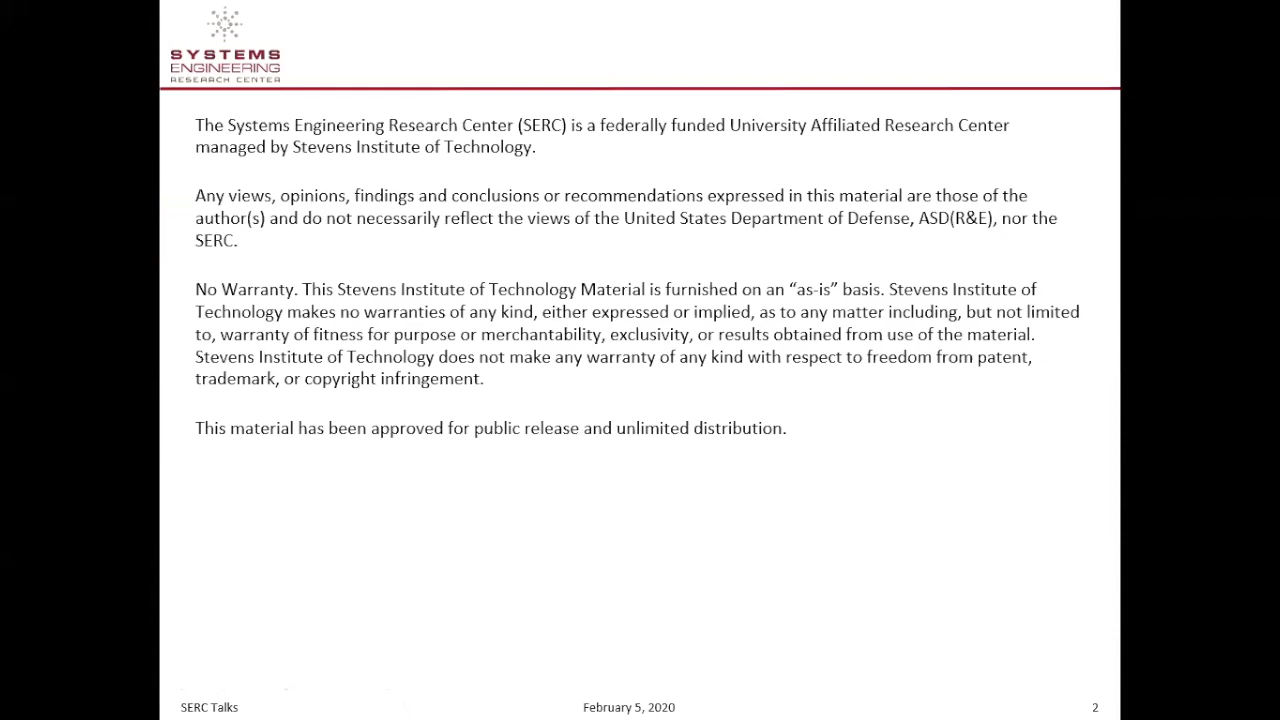 SYSTEMS
ENGINEERING
RESEARCH CENTER
The Systems Engineering Research Center (SERC) is a federally funded University Affiliated Research Center
managed by Stevens Institute of Technology.
Any views, opinions, findings and conclusions or recommendations expressed in this material are those of the
author(s) and do not necessarily reflect the views of the United States Department of Defense, ASD(R&E), nor the
SERC.
No Warranty. This Stevens Institute of Technology Material is furnished on an “as-is” basis. Stevens Institute of
Technology makes no warranties of any kind, either expressed or implied, as to any matter including, but not limited
to, warranty of fitness for purpose or merchantability, exclusivity, or results obtained from use of the material.
Stevens Institute of Technology does not make any warranty of any kind with respect to freedom from patent,
trademark, or copyright infringement.
This material has been approved for public release and unlimited distribution.
SERC Talks
February 5, 2020
2